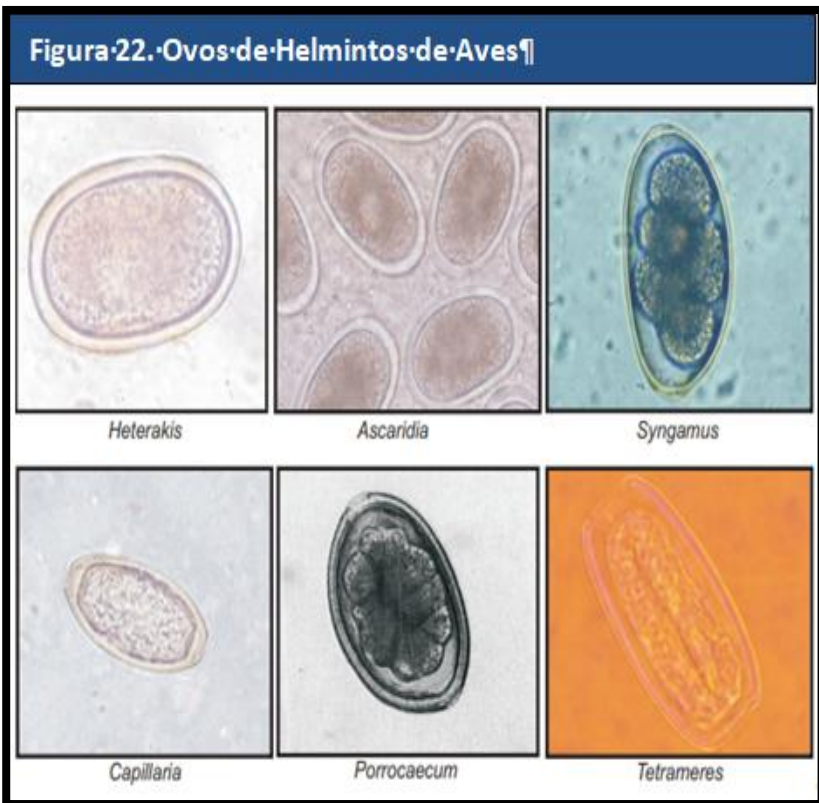 Figura·22.·Ovos·de·Helmintos·de·Aves¶
Heterakis
Ascaridia
Syngamus
Capillaria
Porrocaecum
Tetrameres